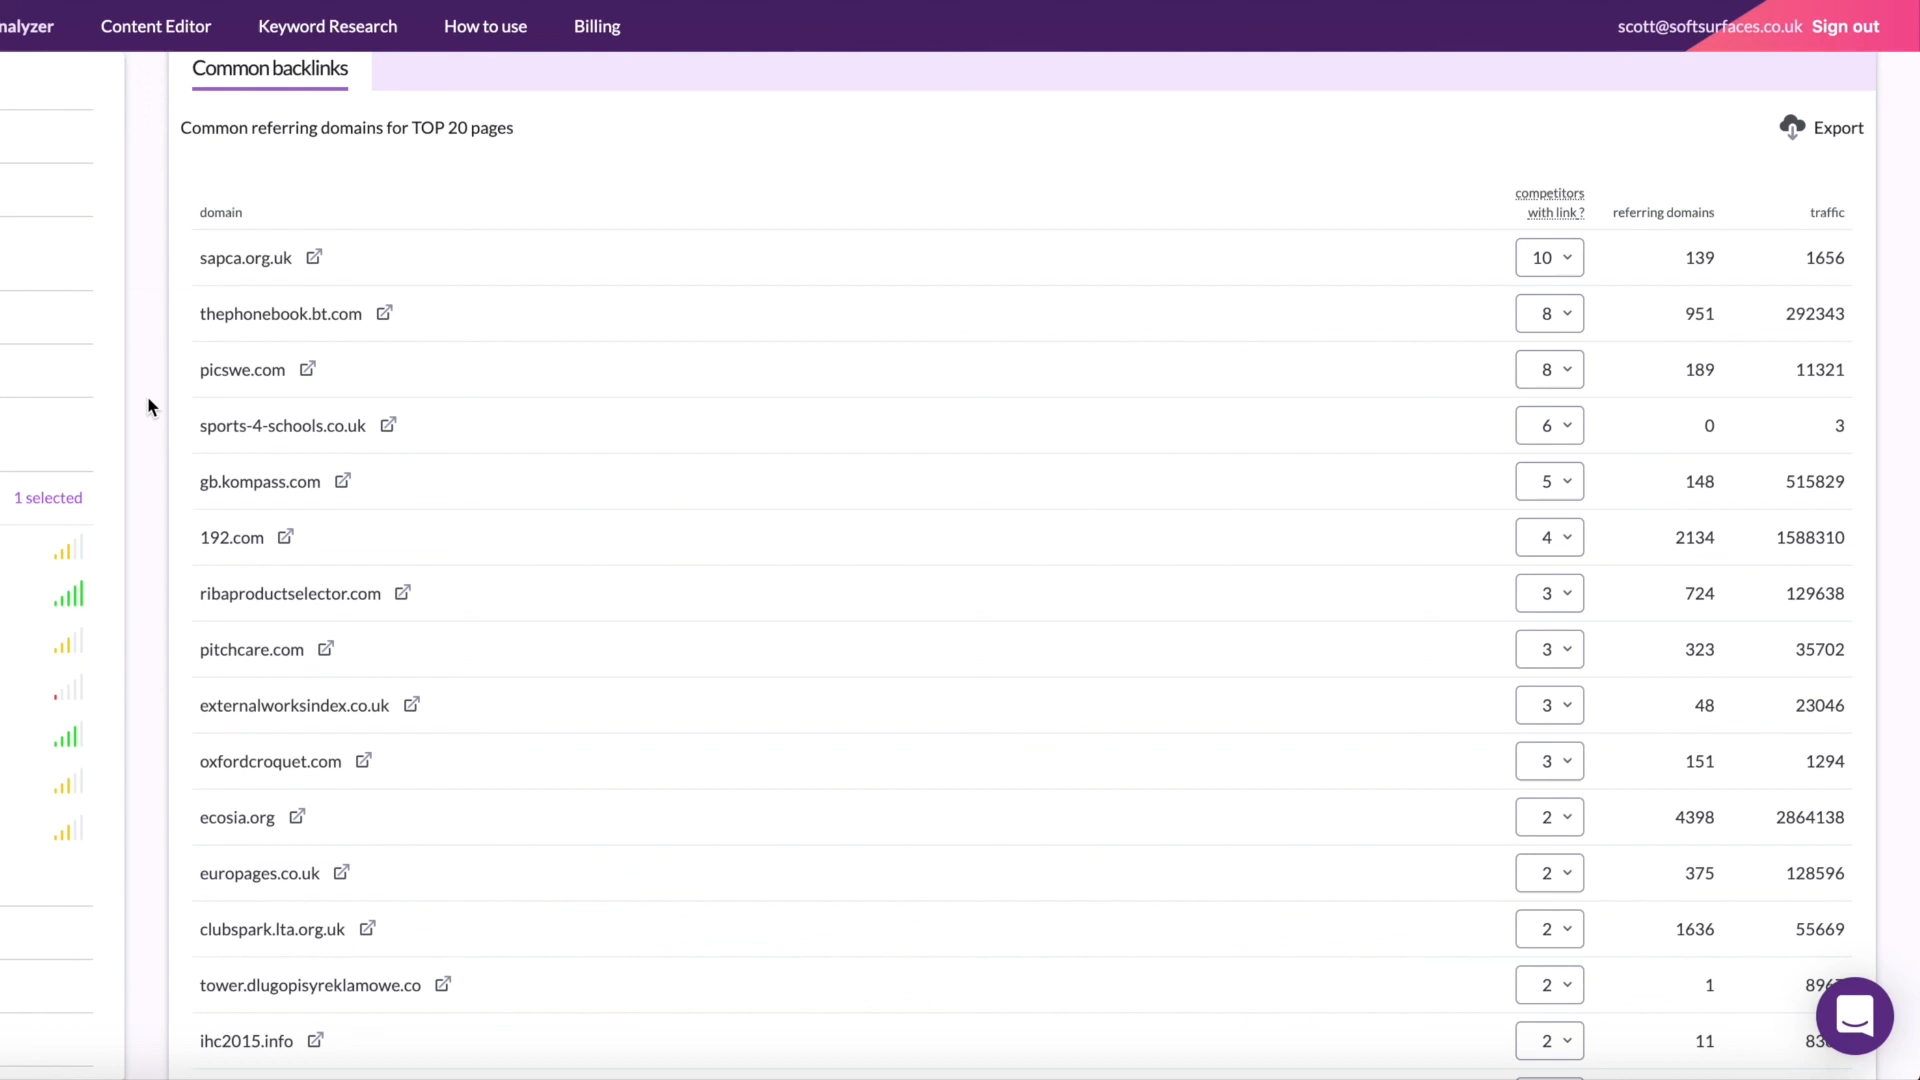 nalyzer Content Editor Keyword Research How to use Billing scott@softsurfaces.co.uk Sign out
Common backlinks
Common referring domains for TOP 20 pages Export
domain competitors with link ? referring domains traffic
sapca.org.uk 10 139 1656
thephonebook.bt.com 8 951 292343
picswe.com 8 189 11321
sports-4-schools.co.uk 6 0 3
gb.kompass.com 5 148 515829
1 selected
192.com 4 2134 1588310
ribaproductselector.com 3 724 129638
pitchcare.com 3 323 35702
externalworksindex.co.uk 3 48 23046
oxfordcroquet.com 3 151 1294
ecosia.org 2 4398 2864138
europages.co.uk 2 375 128596
clubspark.lta.org.uk 2 1636 55669
tower.dlugopisyreklamowe.co 2 1
ihc2015.info 2 11